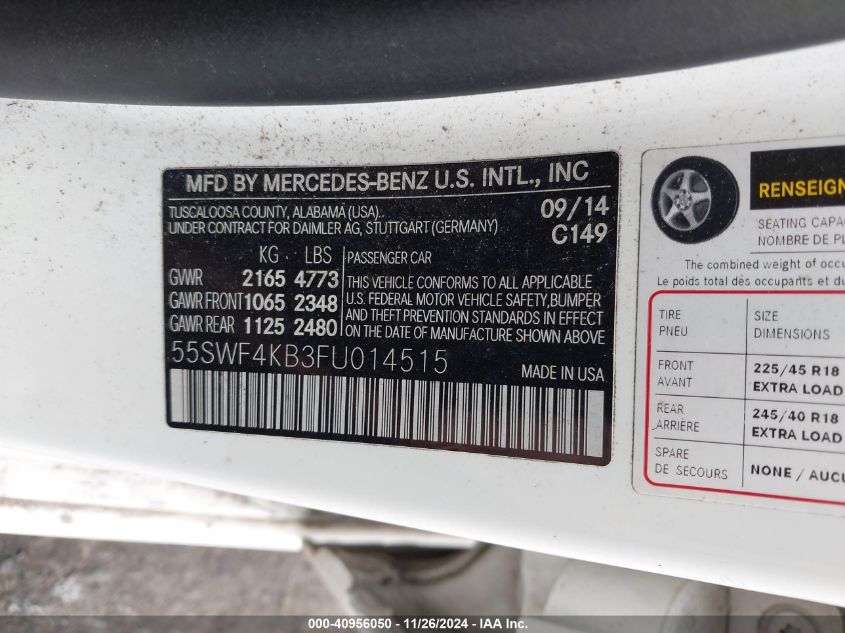 MFD BY MERCEDES-BENZ U.S. INTL., INC
TUSCALOOSA COUNTY, ALABAMA (USA).. 09/14
UNDER CONTRACT FOR DAIMLER AG, STUTTGART (GERMANY) C149
KG LBS PASSENGER CAR
GVWR 2165 4773
GAWR FRONT 1065 2348
GAWR REAR 1125 2480
THIS VEHICLE CONFORMS TO ALL APPLICABLE
U.S. FEDERAL MOTOR VEHICLE SAFETY,BUMPER
AND THEFT PREVENTION STANDARDS IN EFFECT
ON THE DATE OF MANUFACTURE SHOWN ABOVE
55SWF4KB3FU014515
MADE IN USA
RENSEIGN
SEATING CAPA
NOMBRE DE PL
The combined weight of occu
Le poids total dés occupants et du
TIRE SIZE
PNEU DIMENSIONS
FRONT 225/45 R18
AVANT EXTRA LOAD
REAR 245/40 R18
ARRIÈRE EXTRA LOAD
SPARE NONE / AUCU
DE SECOURS
000-40956050 - 11/26/2024 - IAA Inc.